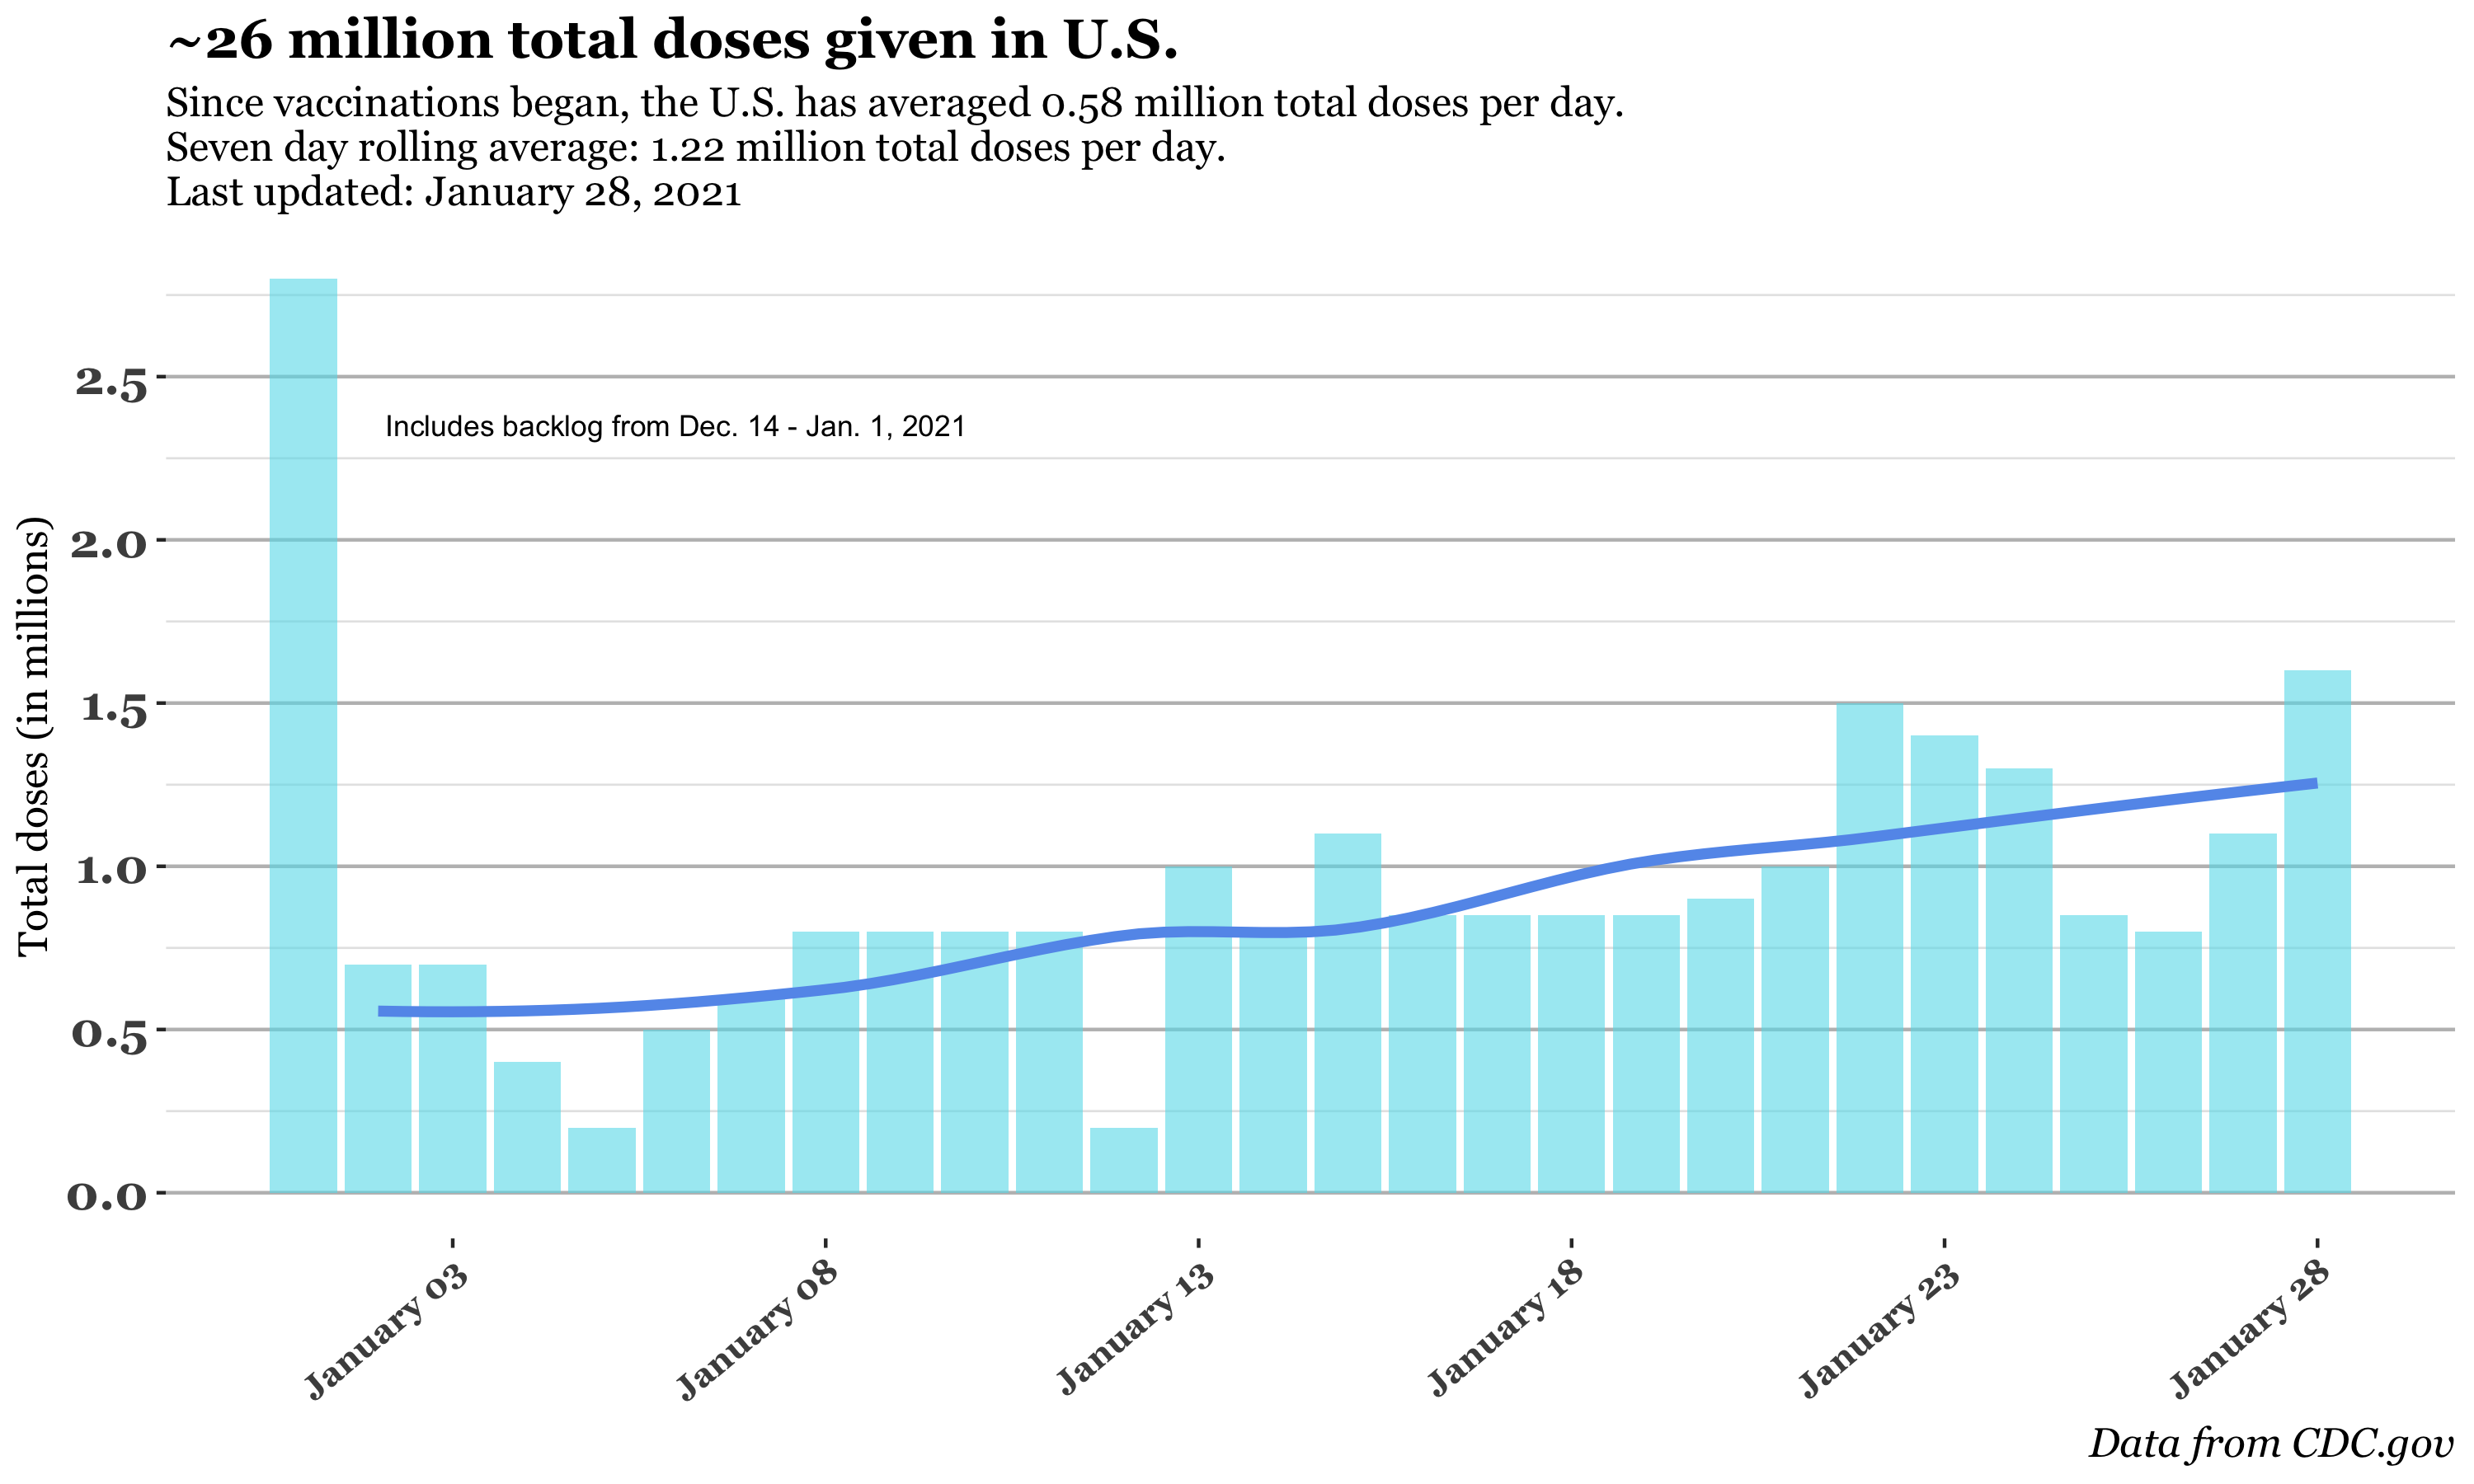 ~26 million total doses given in U.S.
Since vaccinations began, the U.S. has averaged 0.58 million total doses per day.
Seven day rolling average: 1.22 million total doses per day.
Last updated: January 28, 2021
Includes backlog from Dec. 14 - Jan. 1, 2021
Total doses (in millions)
2.5
2.0
1.5
1.0
0.5
0.0
January 03
January 08
January 13
January 18
January 23
January 28
Data from CDC.gov